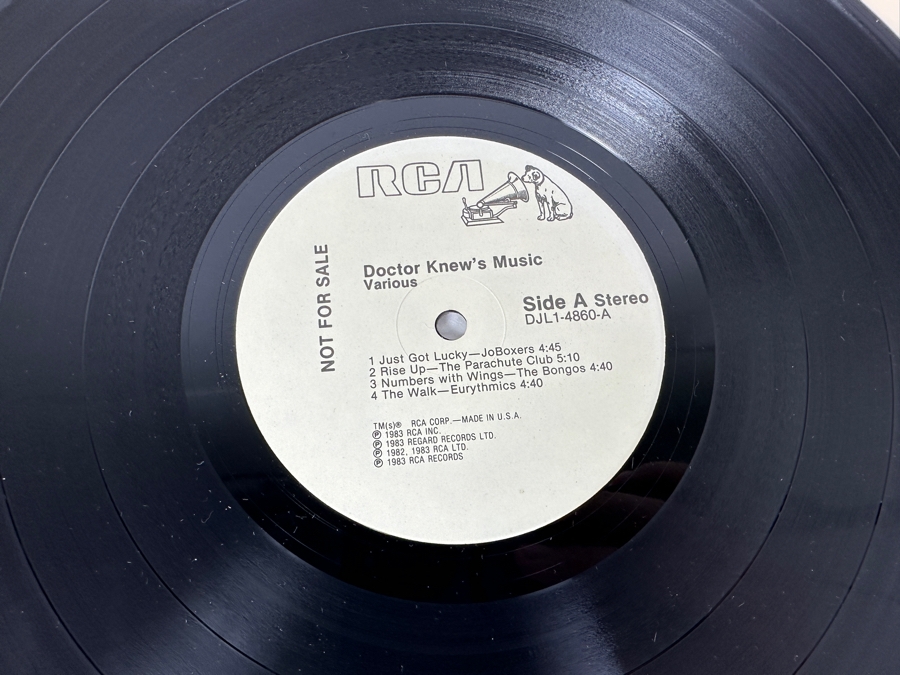 RCA
NOT FOR SALE
Doctor Knew's Music
Various
Side A Stereo
DJL1-4860-A
1 Just Got Lucky—JoBoxers 4:45
2 Rise Up—The Parachute Club 5:10
3 Numbers with Wings—The Bongos 4:40
4 The Walk—Eurythmics 4:40
TM(s)® RCA CORP.—MADE IN U.S.A.
℗ 1983 RCA INC.
℗ 1983 REGARD RECORDS LTD.
℗ 1982, 1983 RCA LTD.
℗ 1983 RCA RECORDS